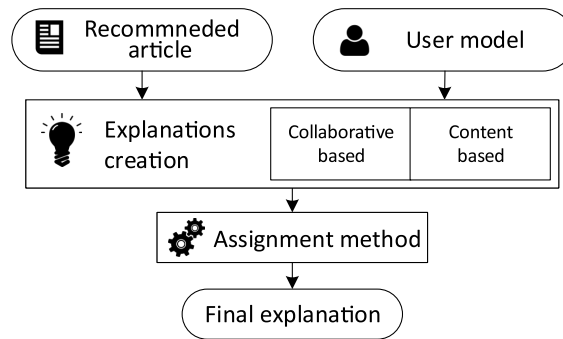 Recommneded
article
User model
Explanations
creation
Collaborative
based
Content
based
Assignment method
Final explanation